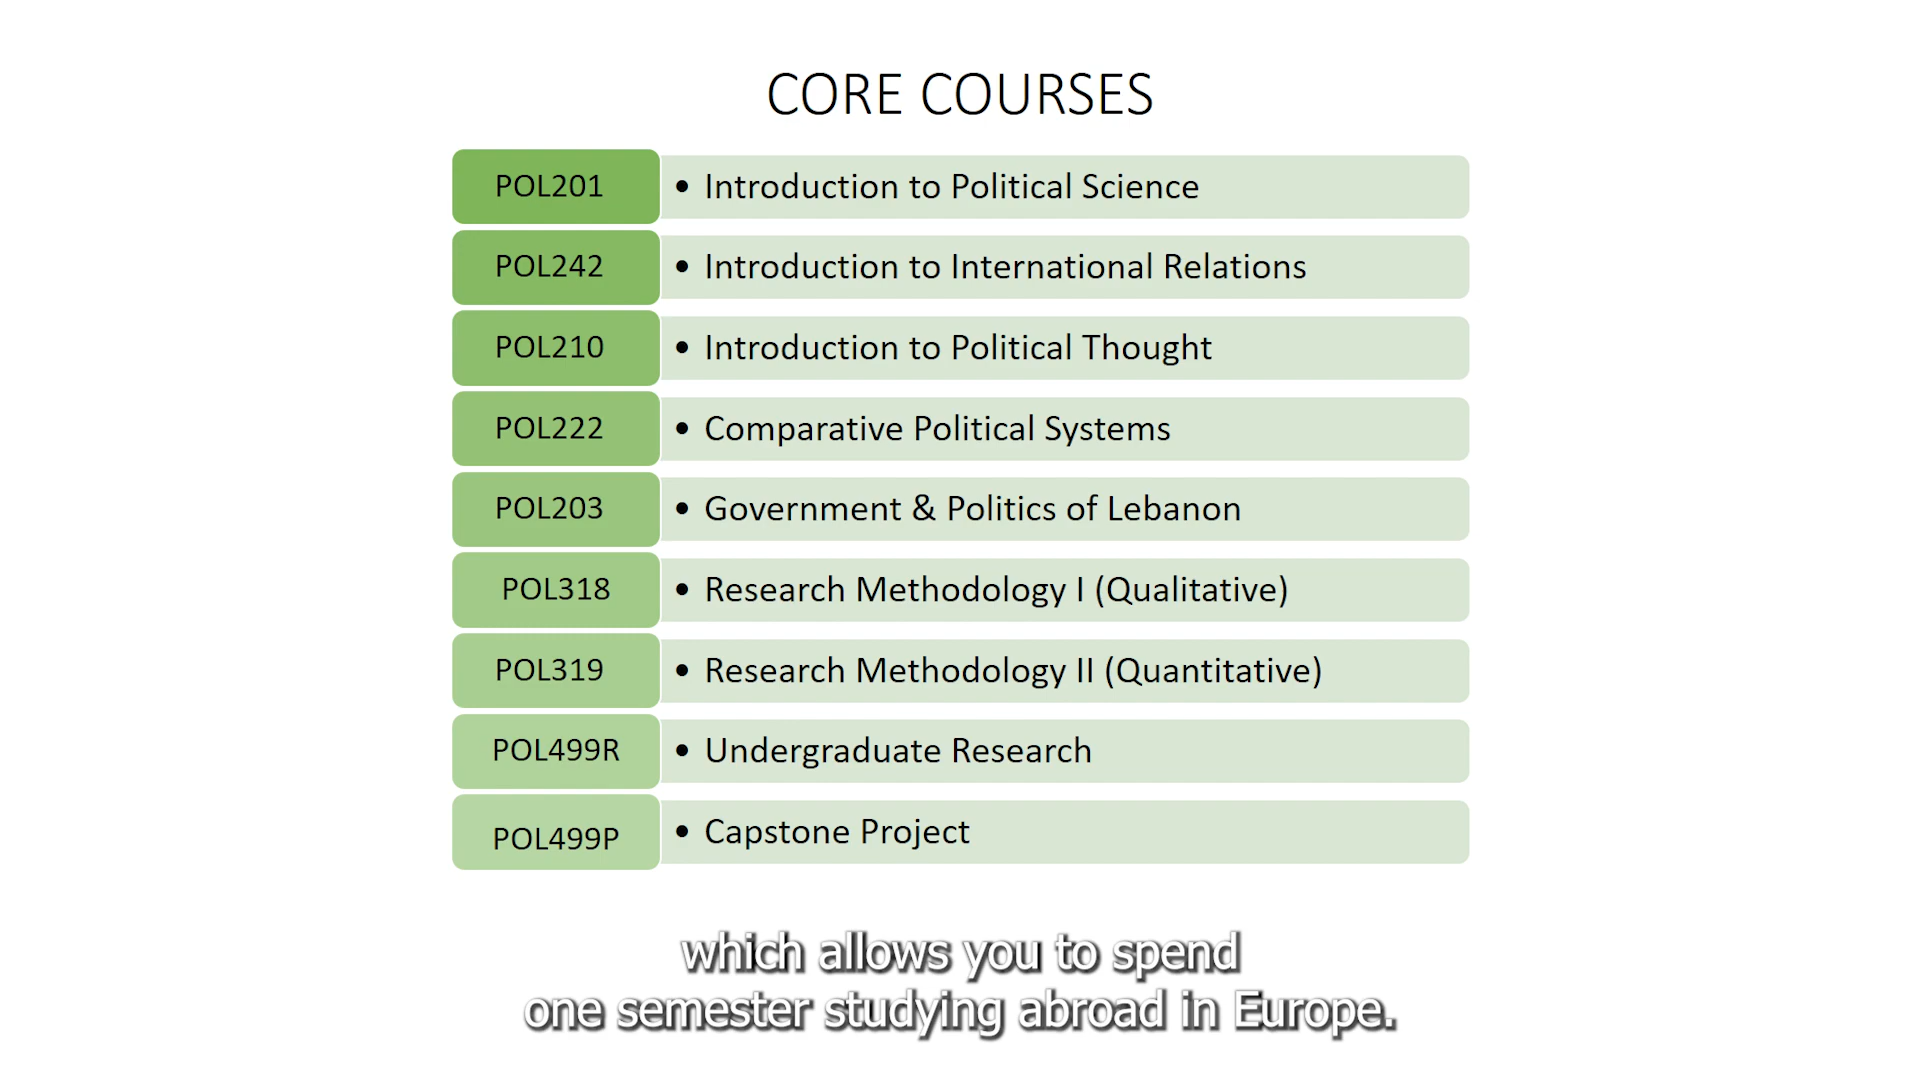 CORE COURSES
POL201 • Introduction to Political Science
POL242 • Introduction to International Relations
POL210 • Introduction to Political Thought
POL222 • Comparative Political Systems
POL203 • Government & Politics of Lebanon
POL318 • Research Methodology I (Qualitative)
POL319 • Research Methodology II (Quantitative)
POL499R • Undergraduate Research
POL499P • Capstone Project
which allows you to spend
one semester studying abroad in Europe.